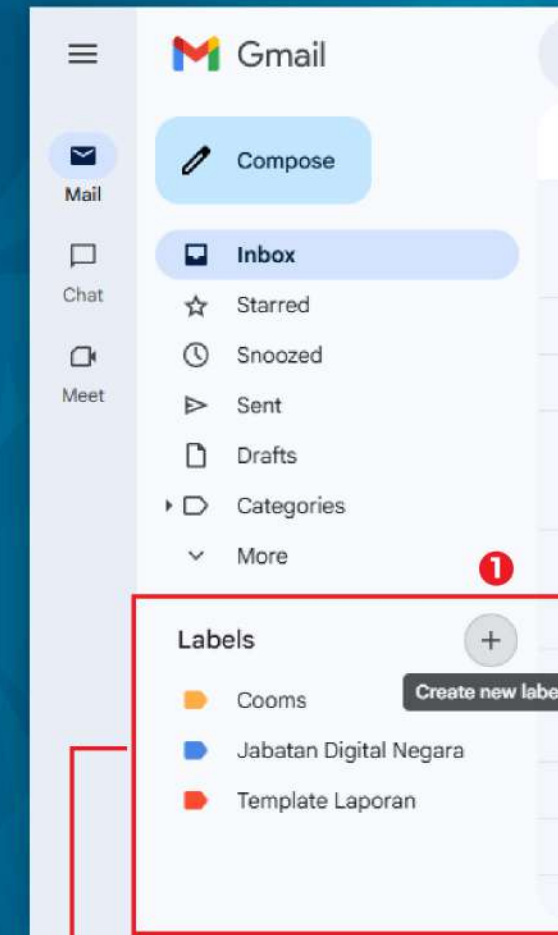 Gmail
Compose
Mail
Inbox
Chat
Starred
Snoozed
Meet
Sent
Drafts
Categories
More
1
Labels
+
Create new labe
Cooms
Jabatan Digital Negara
Template Laporan